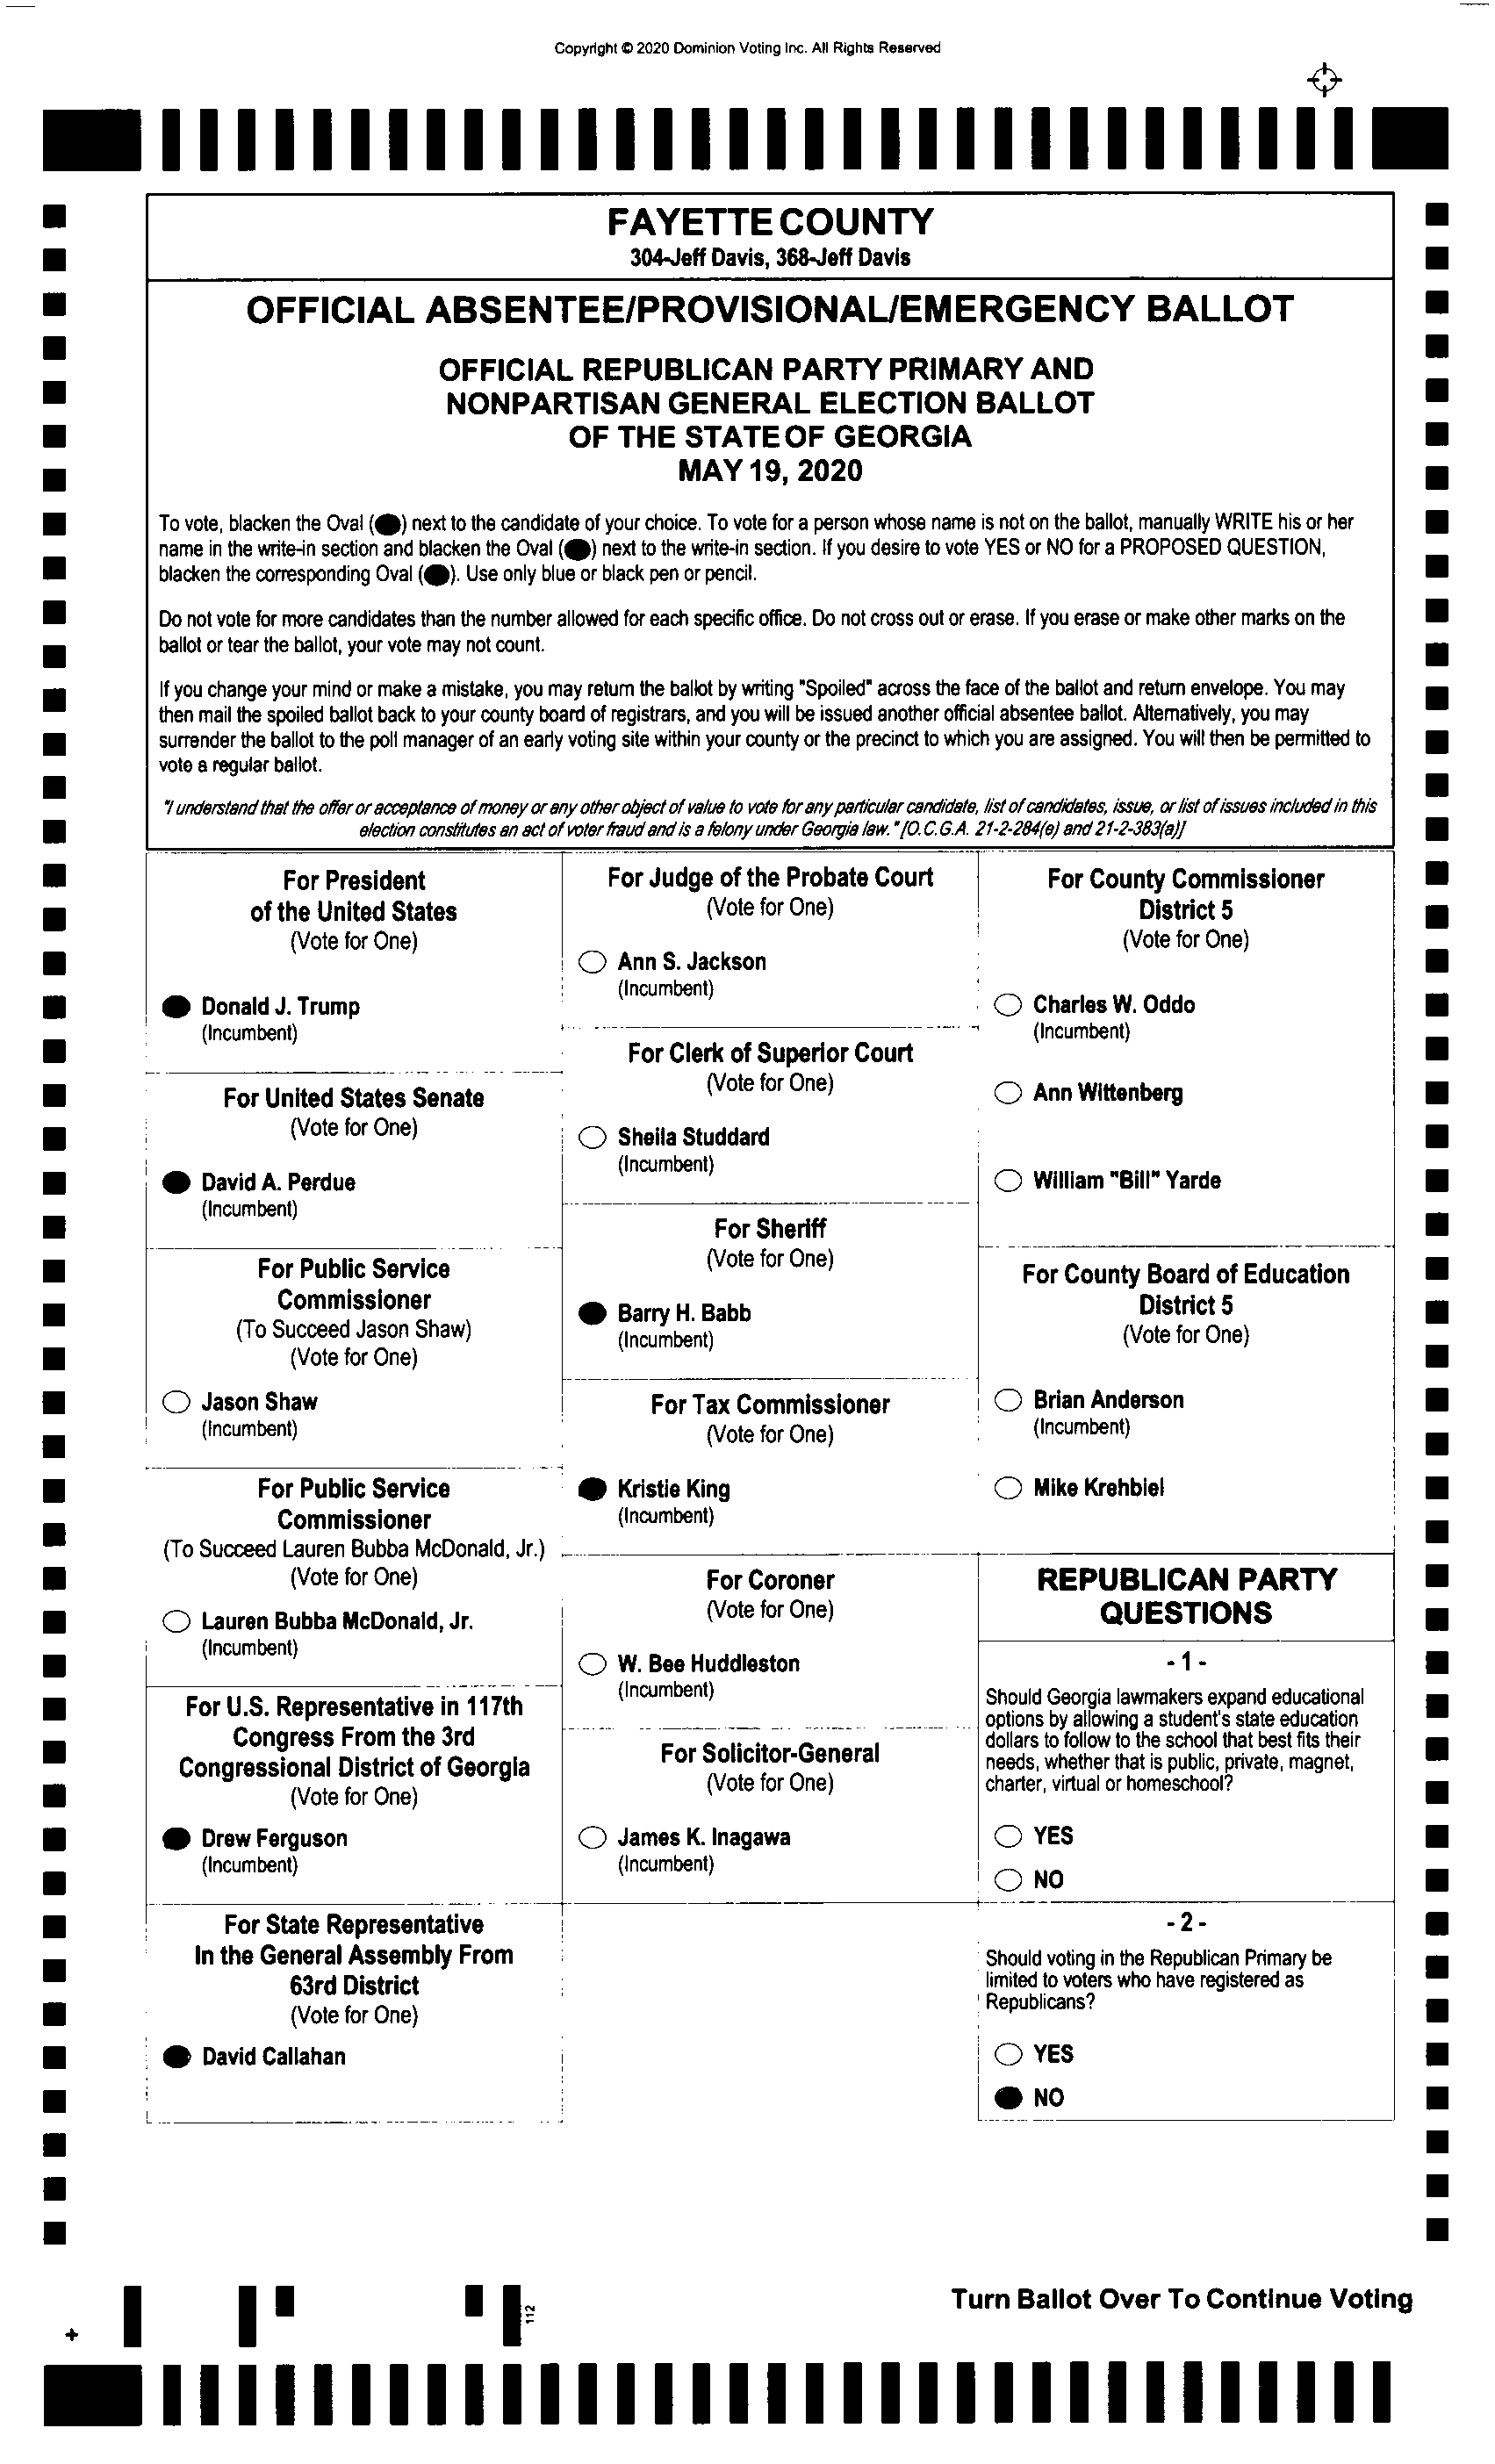 Copyright © 2020 Dominion Voting Inc. All Rights Reserved
FAYETTE COUNTY
304-Jeff Davis, 368-Jeff Davis
OFFICIAL ABSENTEE/PROVISIONAL/EMERGENCY BALLOT
OFFICIAL REPUBLICAN PARTY PRIMARY AND
NONPARTISAN GENERAL ELECTION BALLOT
OF THE STATE OF GEORGIA
MAY 19, 2020
To vote, blacken the Oval (⬬) next to the candidate of your choice. To vote for a person whose name is not on the ballot, manually WRITE his or her
name in the write-in section and blacken the Oval (⬬) next to the write-in section. If you desire to vote YES or NO for a PROPOSED QUESTION,
blacken the corresponding Oval (⬬). Use only blue or black pen or pencil.
Do not vote for more candidates than the number allowed for each specific office. Do not cross out or erase. If you erase or make other marks on the
ballot or tear the ballot, your vote may not count.
If you change your mind or make a mistake, you may return the ballot by writing "Spoiled" across the face of the ballot and return envelope. You may
then mail the spoiled ballot back to your county board of registrars, and you will be issued another official absentee ballot. Alternatively, you may
surrender the ballot to the poll manager of an early voting site within your county or the precinct to which you are assigned. You will then be permitted to
vote a regular ballot.
"I understand that the offer or acceptance of money or any other object of value to vote for any particular candidate, list of candidates, issue, or list of issues included in this
election constitutes an act of voter fraud and is a felony under Georgia law." [O.C.G.A. 21-2-284(e) and 21-2-383(a)]
For President
of the United States
(Vote for One)
Donald J. Trump
(Incumbent)
For United States Senate
(Vote for One)
David A. Perdue
(Incumbent)
For Public Service
Commissioner
(To Succeed Jason Shaw)
(Vote for One)
Jason Shaw
(Incumbent)
For Public Service
Commissioner
(To Succeed Lauren Bubba McDonald, Jr.)
(Vote for One)
Lauren Bubba McDonald, Jr.
(Incumbent)
For U.S. Representative in 117th
Congress From the 3rd
Congressional District of Georgia
(Vote for One)
Drew Ferguson
(Incumbent)
For State Representative
In the General Assembly From
63rd District
(Vote for One)
David Callahan
For Judge of the Probate Court
(Vote for One)
Ann S. Jackson
(Incumbent)
For Clerk of Superior Court
(Vote for One)
Sheila Studdard
(Incumbent)
For Sheriff
(Vote for One)
Barry H. Babb
(Incumbent)
For Tax Commissioner
(Vote for One)
Kristie King
(Incumbent)
For Coroner
(Vote for One)
W. Bee Huddleston
(Incumbent)
For Solicitor-General
(Vote for One)
James K. Inagawa
(Incumbent)
For County Commissioner
District 5
(Vote for One)
Charles W. Oddo
(Incumbent)
Ann Wittenberg
William "Bill" Yarde
For County Board of Education
District 5
(Vote for One)
Brian Anderson
(Incumbent)
Mike Krehbiel
REPUBLICAN PARTY
QUESTIONS
- 1 -
Should Georgia lawmakers expand educational
options by allowing a student's state education
dollars to follow to the school that best fits their
needs, whether that is public, private, magnet,
charter, virtual or homeschool?
YES
NO
- 2 -
Should voting in the Republican Primary be
limited to voters who have registered as
Republicans?
YES
NO
Turn Ballot Over To Continue Voting
112